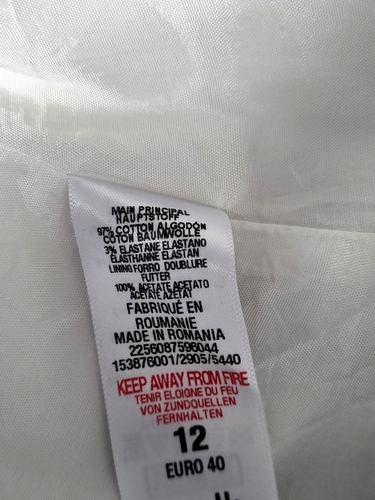 MAIN PRINCIPAL
HAUPTSTOFF
97% COTTON ALGODÓN
COTON BAUMWOLLE
3% ELASTANE ELASTANO
ELASTHANNE ELASTAN
LINING FORRO DOUBLURE
FUTTER
100% ACETATE ACETATO
ACETATE AZETAT
FABRIQUÉ EN
ROUMANIE
MADE IN ROMANIA
2256087596044
153876001/2905/5440
KEEP AWAY FROM FIRE
TENIR ELOIGNE DU FEU
VON ZUNDQUELLEN
FERNHALTEN
12
EURO 40